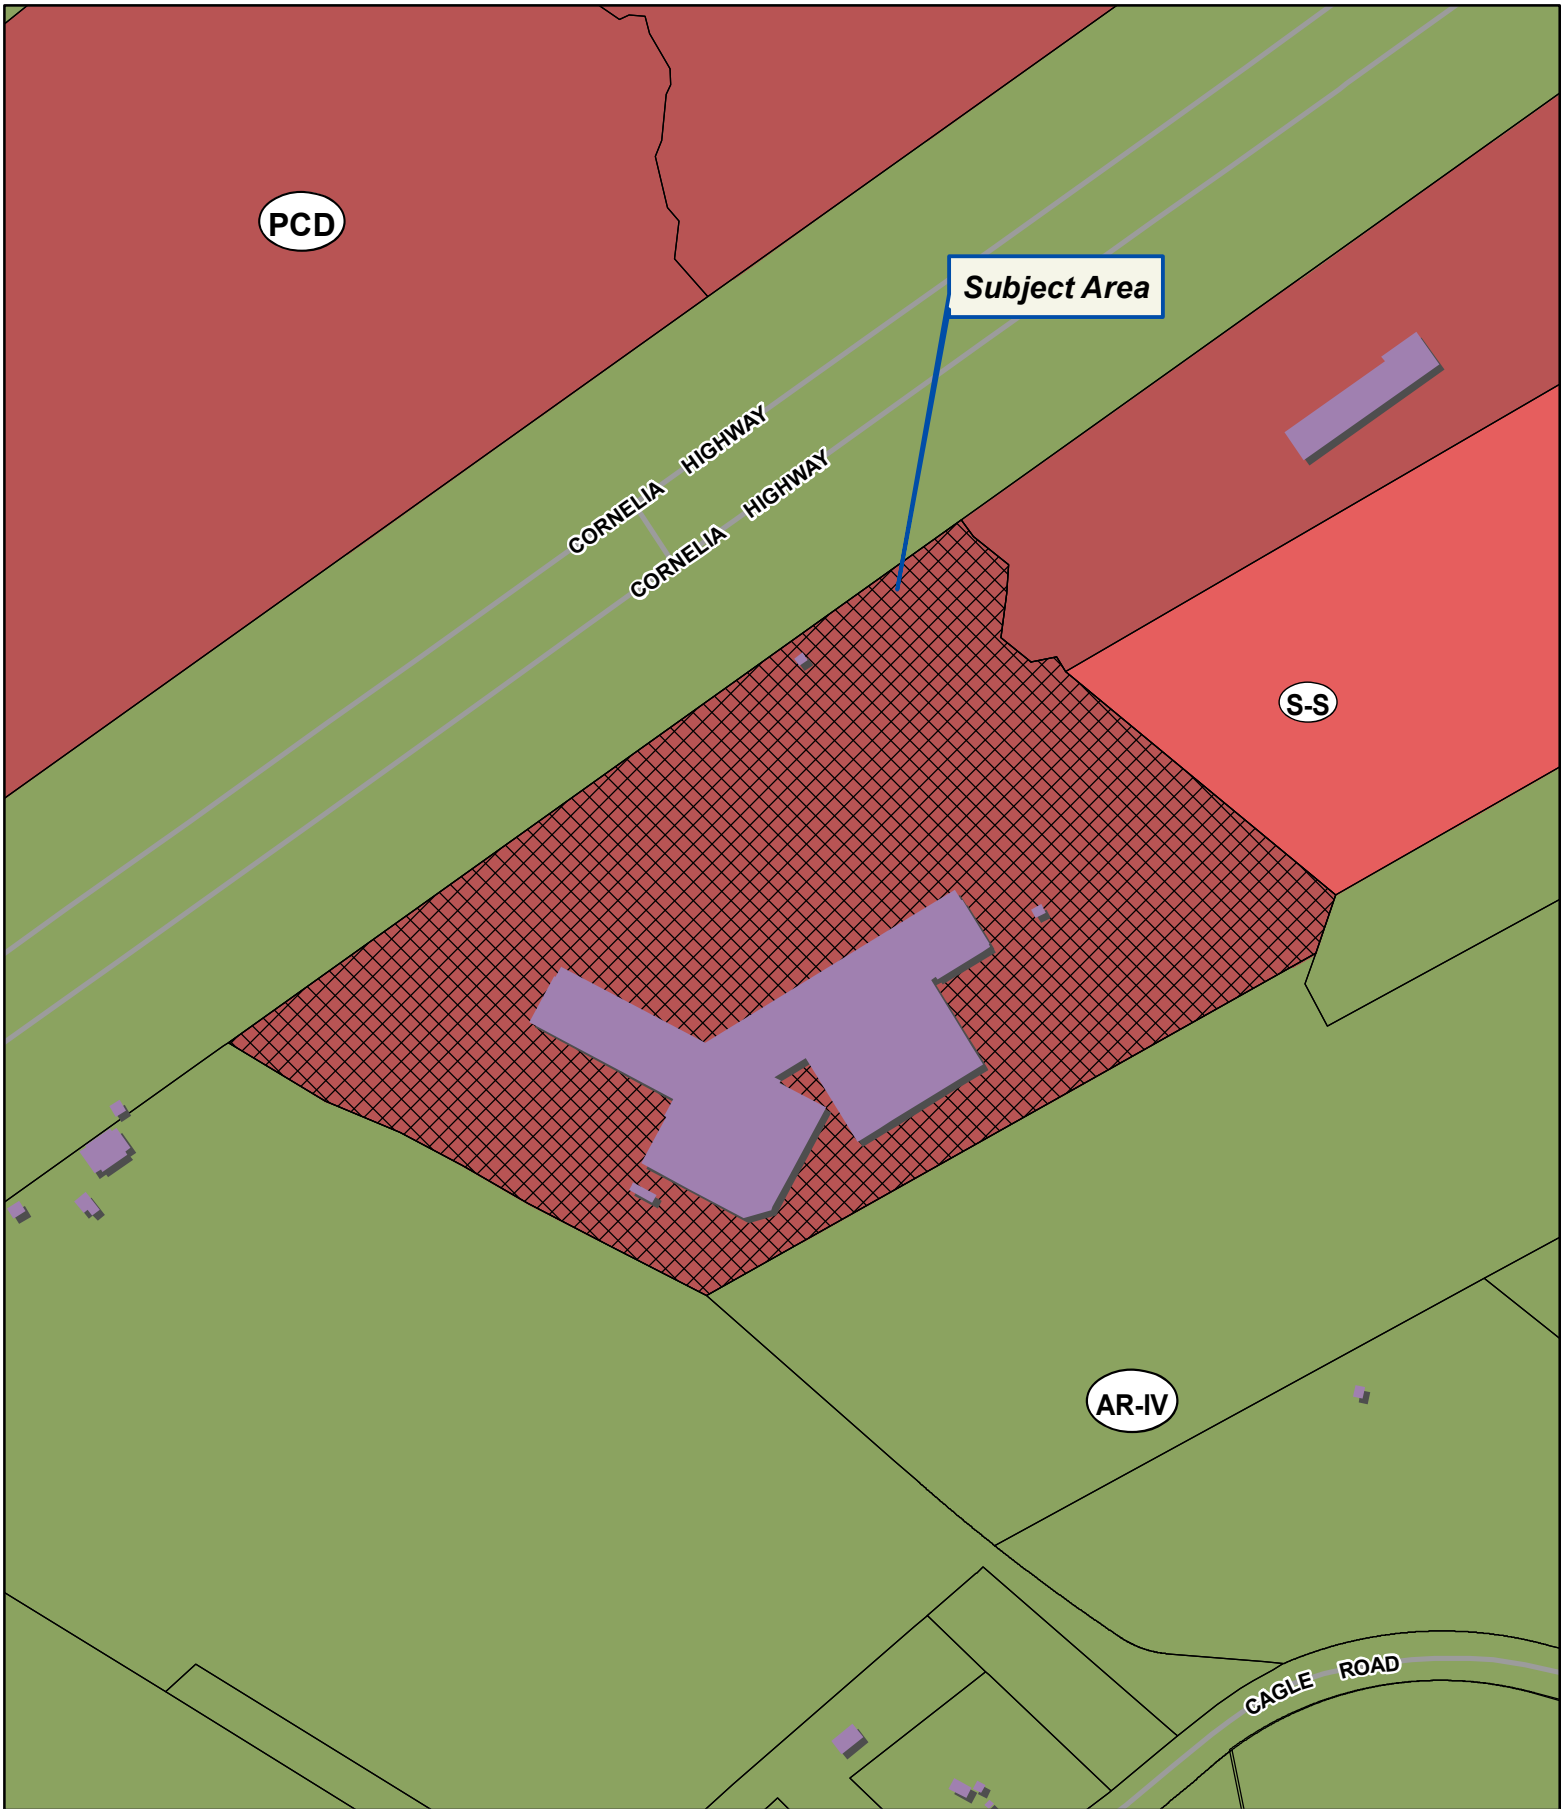 PCD
Subject Area
CORNELIA HIGHWAY
CORNELIA HIGHWAY
S-S
AR-IV
CAGLE ROAD